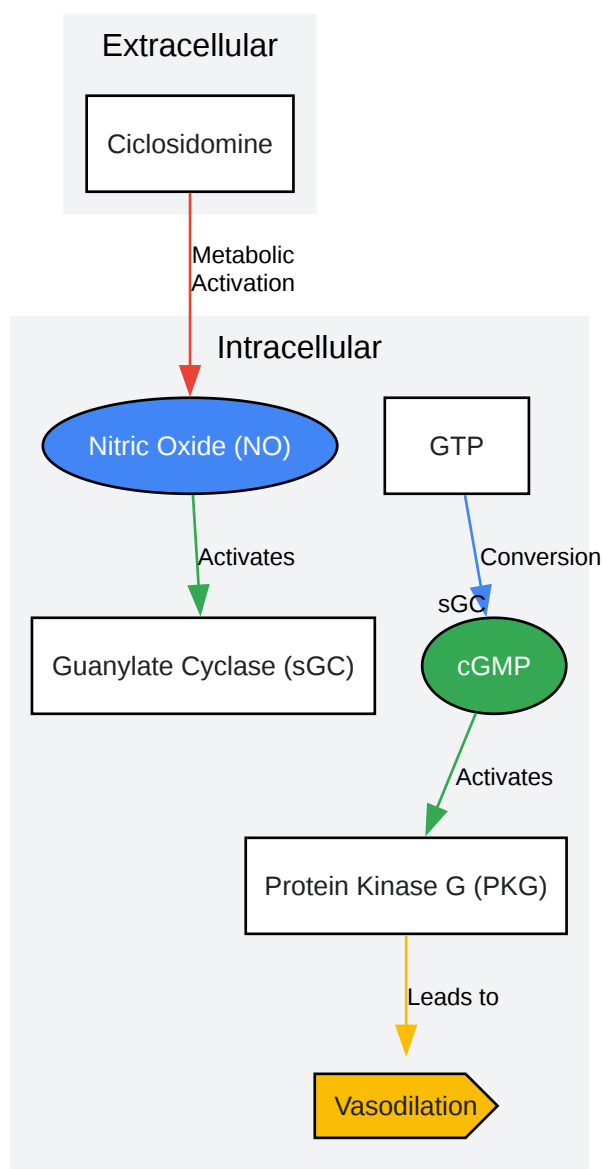 Extracellular
Ciclosidomine
Metabolic
Activation
Intracellular
Nitric Oxide (NO)
GTP
Activates
Conversion
sGC
Guanylate Cyclase (sGC)
cGMP
Activates
Protein Kinase G (PKG)
Leads to
Vasodilation